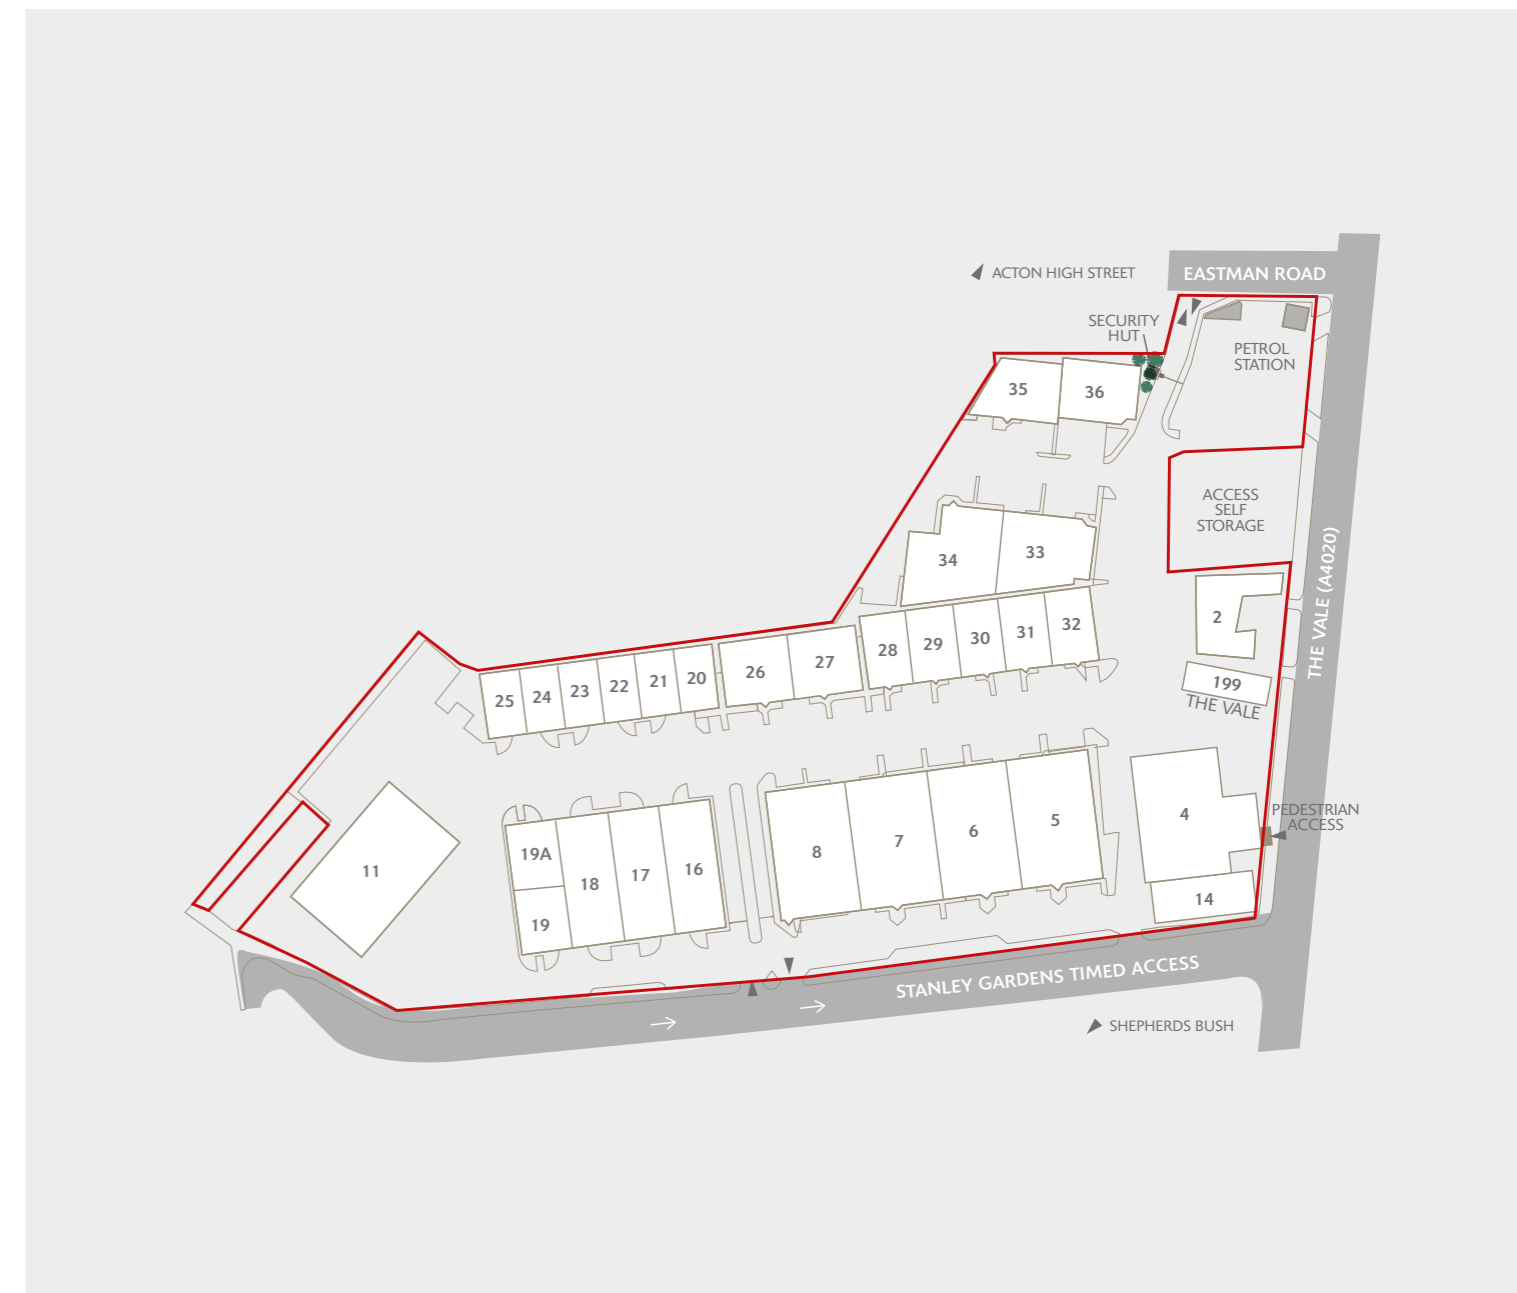 EASTMAN ROAD
ACTON HIGH STREET
SECURITY
HUT
PETROL
STATION
35
36
ACCESS
SELF
STORAGE
34
33
THE VALE (A4020)
2
199
THE VALE
25
24
23
22
21
20
26
27
28
29
30
31
32
11
19A
19
18
17
16
8
7
6
5
4
14
PEDESTRIAN
ACCESS
STANLEY GARDENS TIMED ACCESS
SHEPHERDS BUSH